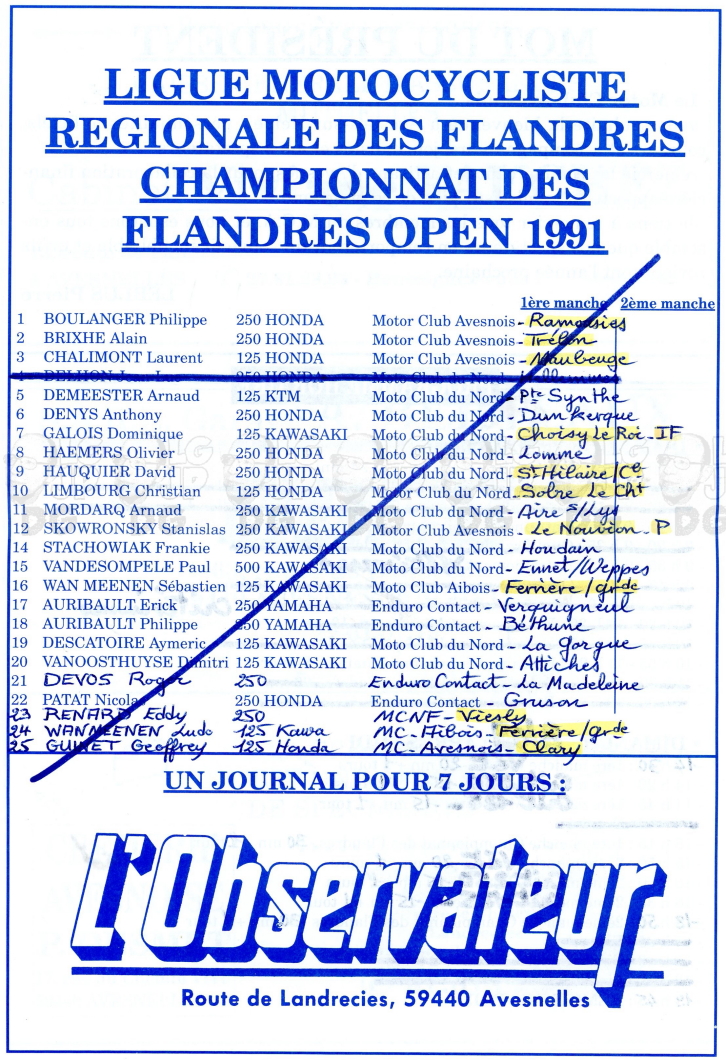 LIGUE MOTOCYCLISTE
REGIONALE DES FLANDRES
CHAMPIONNAT DES
FLANDRES OPEN 1991
1ère manche 2ème manche
1 BOULANGER Philippe 250 HONDA Motor Club Avesnois - Ramousies
2 BRIXHE Alain 250 HONDA Motor Club Avesnois - Trélon
3 CHALIMONT Laurent 125 HONDA Motor Club Avesnois - Maubeuge
4 DELHON Jean-Luc 250 HONDA Moto Club du Nord -
5 DEMEESTER Arnaud 125 KTM Moto Club du Nord - Pte Synthe
6 DENYS Anthony 250 HONDA Moto Club du Nord - Dunkerque
7 GALOIS Dominique 125 KAWASAKI Moto Club du Nord - Choisy Le Roi - IF
8 HAEMERS Olivier 250 HONDA Moto Club du Nord - Lomme
9 HAUQUIER David 250 HONDA Moto Club du Nord - St Hilaire/Ce
10 LIMBOURG Christian 125 HONDA Moto Club du Nord - Solre Le Cht
11 MORDARQ Arnaud 250 KAWASAKI Moto Club du Nord - Aire s/Lys
12 SKOWRONSKY Stanislas 250 KAWASAKI Motor Club Avesnois - Le Nouvion P
14 STACHOWIAK Frankie 250 KAWASAKI Moto Club du Nord - Houdain
15 VANDESOMPELE Paul 500 KAWASAKI Moto Club du Nord - Ennet/Weppes
16 WAN MEENEN Sébastien 125 KAWASAKI Moto Club Aibois - Ferrière/grde
17 AURIBAULT Erick 250 YAMAHA Enduro Contact - Verquigneul
18 AURIBAULT Philippe 250 YAMAHA Enduro Contact - Béthune
19 DESCATOIRE Aymeric 125 KAWASAKI Moto Club du Nord - La Gorgue
20 VANOOSTHUYSE Dimitri 125 KAWASAKI Moto Club du Nord - Attiches
21 DEVOS Roger 250 Enduro Contact - La Madeleine
22 PATAT Nicolas 250 HONDA Enduro Contact - Gruson
23 RENARD Eddy 250 MCNF - Viesly
24 WANMEENEN Ludo 125 Kawa MC - Aibois - Ferrière/grde
25 GUINET Geoffrey 125 Honda MC - Avesnois - Clary
UN JOURNAL POUR 7 JOURS :
L'Observateur
Route de Landrecies, 59440 Avesnelles